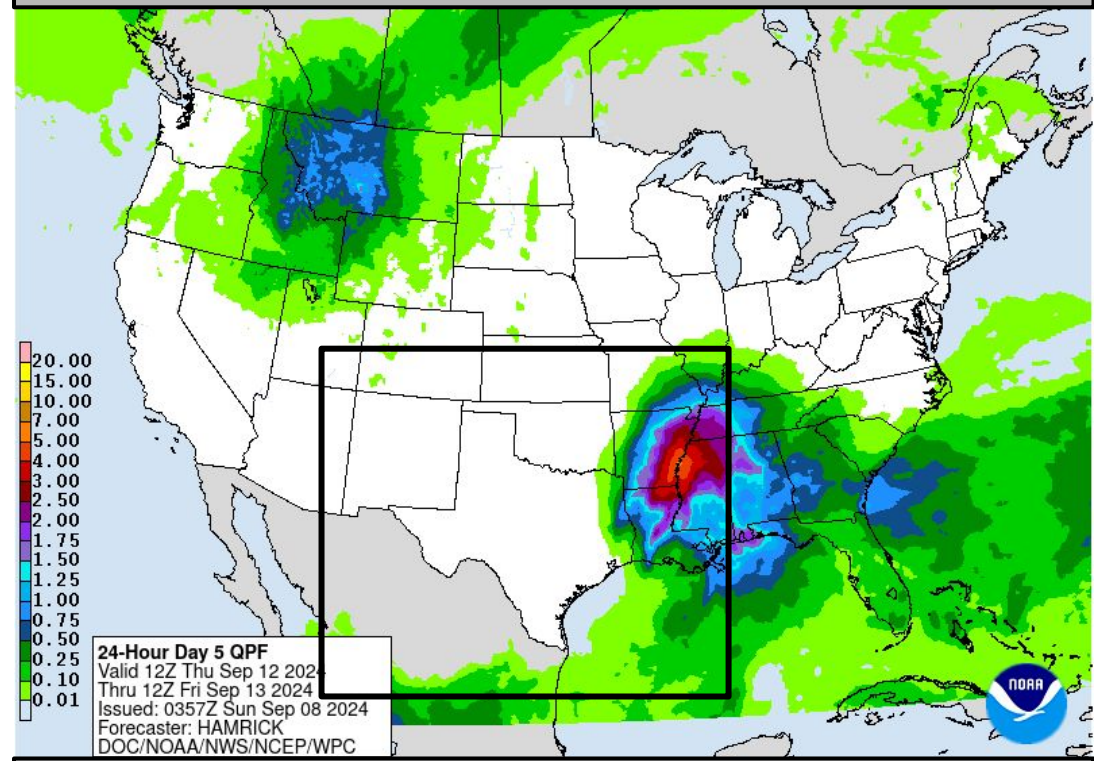 20.00
15.00
10.00
7.00
5.00
4.00
3.00
2.50
2.00
1.75
1.50
1.25
1.00
0.75
0.50
0.25
0.10
0.01
24-Hour Day 5 QPF
Valid 12Z Thu Sep 12 2024
Thru 12Z Fri Sep 13 2024
Issued: 0357Z Sun Sep 08 2024
Forecaster: HAMRICK
DOC/NOAA/NWS/NCEP/WPC
NOAA